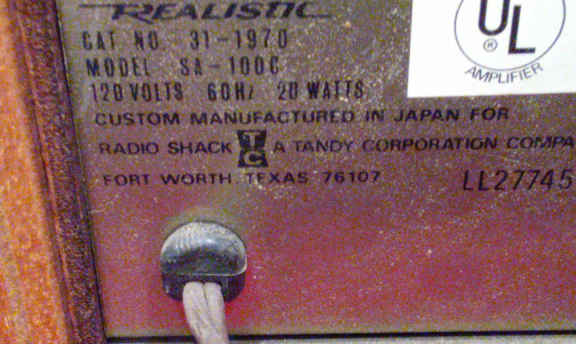 REALISTIC
CAT NO 31-1970
MODEL SA-100C
120 VOLTS 60Hz 20 WATTS
CUSTOM MANUFACTURED IN JAPAN FOR
RADIO SHACK TC A TANDY CORPORATION COMPA
FORT WORTH, TEXAS 76107
LL27745
UL
®
AMPLIFIER